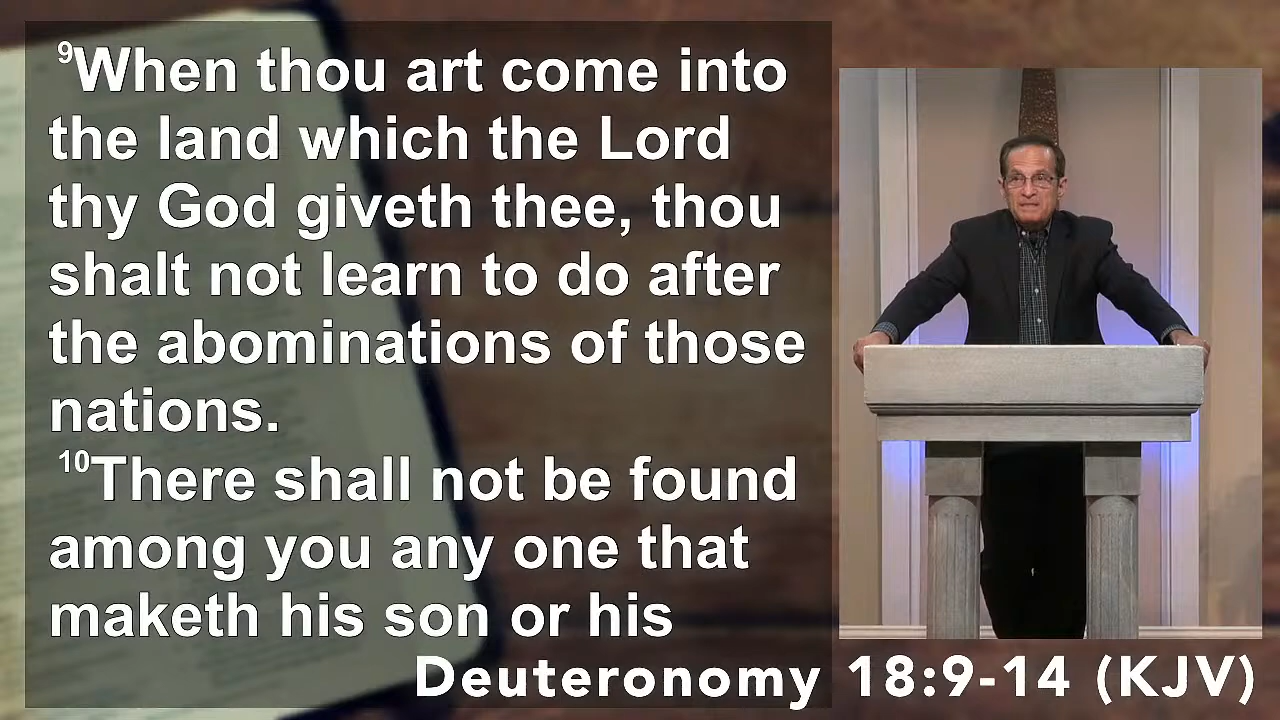 9When thou art come into
the land which the Lord
thy God giveth thee, thou
shalt not learn to do after
the abominations of those
nations.
10There shall not be found
among you any one that
maketh his son or his
Deuteronomy 18:9-14 (KJV)